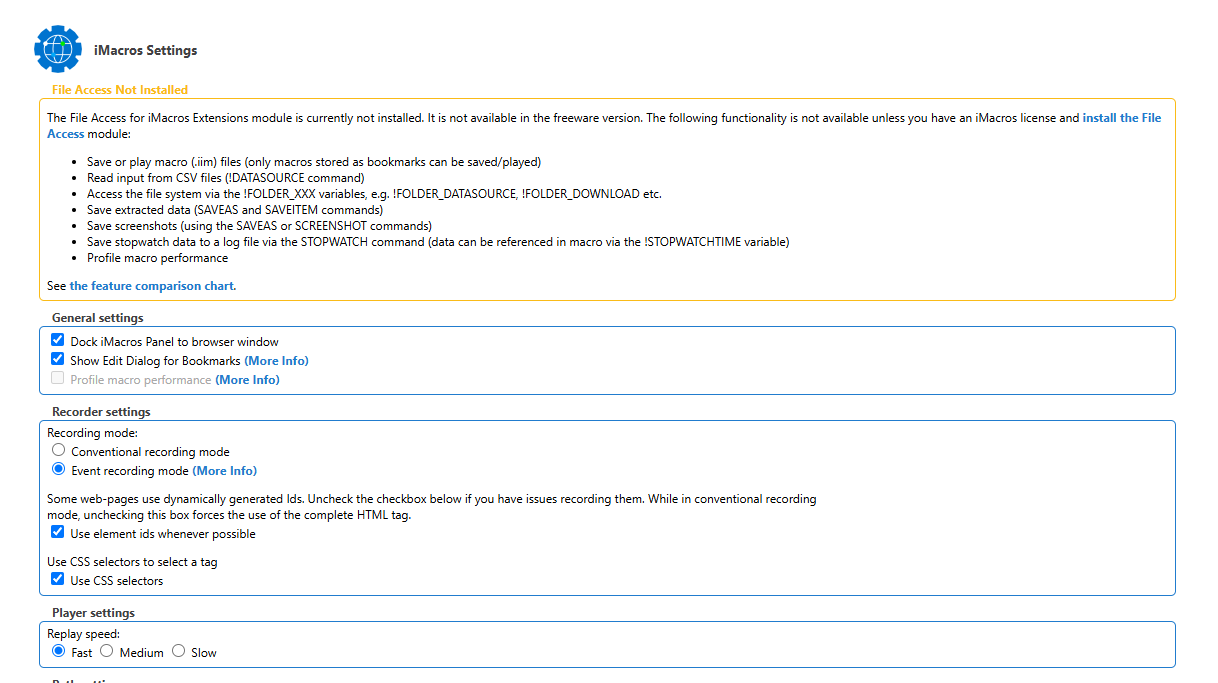 iMacros Settings
File Access Not Installed
The File Access for iMacros Extensions module is currently not installed. It is not available in the freeware version. The following functionality is not available unless you have an iMacros license and install the File
Access module:
Save or play macro (.iim) files (only macros stored as bookmarks can be saved/played)
Read input from CSV files (!DATASOURCE command)
Access the file system via the !FOLDER_XXX variables, e.g. !FOLDER_DATASOURCE, !FOLDER_DOWNLOAD etc.
Save extracted data (SAVEAS and SAVEITEM commands)
Save screenshots (using the SAVEAS or SCREENSHOT commands)
Save stopwatch data to a log file via the STOPWATCH command (data can be referenced in macro via the !STOPWATCHTIME variable)
Profile macro performance
See the feature comparison chart.
General settings
Dock iMacros Panel to browser window
Show Edit Dialog for Bookmarks (More Info)
Profile macro performance (More Info)
Recorder settings
Recording mode:
Conventional recording mode
Event recording mode (More Info)
Some web-pages use dynamically generated Ids. Uncheck the checkbox below if you have issues recording them. While in conventional recording
mode, unchecking this box forces the use of the complete HTML tag.
Use element ids whenever possible
Use CSS selectors to select a tag
Use CSS selectors
Player settings
Replay speed:
Fast Medium Slow